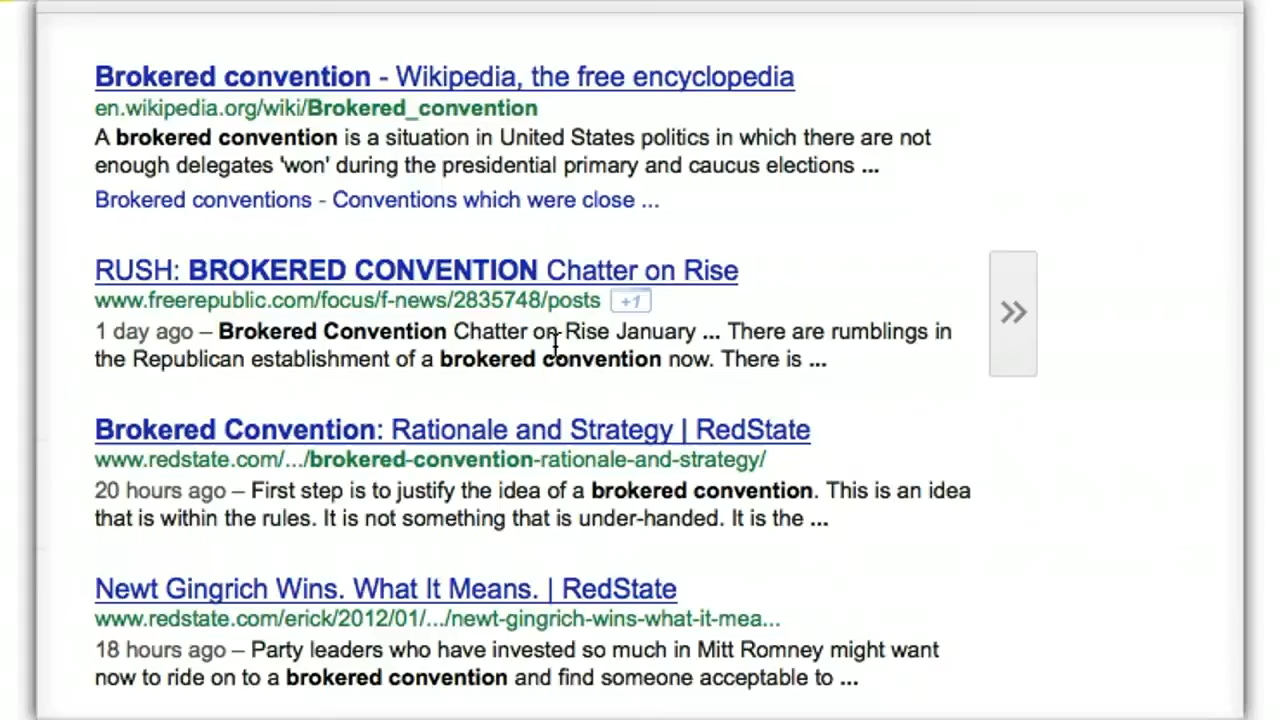 Brokered convention - Wikipedia, the free encyclopedia
en.wikipedia.org/wiki/Brokered_convention
A brokered convention is a situation in United States politics in which there are not
enough delegates 'won' during the presidential primary and caucus elections ...
Brokered conventions - Conventions which were close ...
RUSH: BROKERED CONVENTION Chatter on Rise
www.freerepublic.com/focus/f-news/2835748/posts +1
1 day ago – Brokered Convention Chatter on Rise January ... There are rumblings in
the Republican establishment of a brokered convention now. There is ...
Brokered Convention: Rationale and Strategy | RedState
www.redstate.com/.../brokered-convention-rationale-and-strategy/
20 hours ago – First step is to justify the idea of a brokered convention. This is an idea
that is within the rules. It is not something that is under-handed. It is the ...
Newt Gingrich Wins. What It Means. | RedState
www.redstate.com/erick/2012/01/.../newt-gingrich-wins-what-it-mea...
18 hours ago – Party leaders who have invested so much in Mitt Romney might want
now to ride on to a brokered convention and find someone acceptable to ...